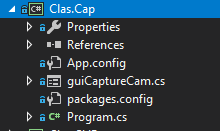 C# Clas.Cap
Properties
References
App.config
guiCaptureCam.cs
packages.config
C# Program.cs